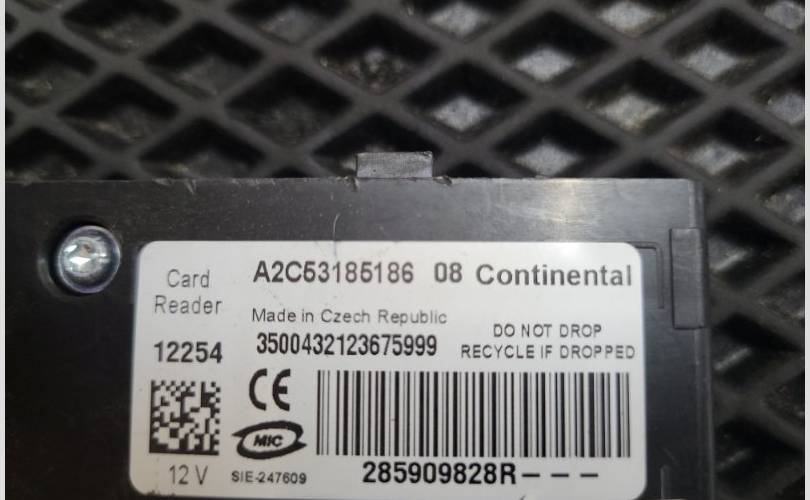 Card Reader
A2C53185186 08 Continental
Made in Czech Republic
12254
3500432123675999
DO NOT DROP
RECYCLE IF DROPPED
CE
MIC
12 V
SIE-247609
285909828R---